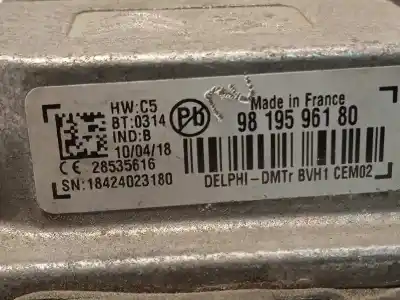 HW:C5
BT:0314
IND:B
10/04/18
CE 28535616
SN:18424023180
Pb
Made in France
98 195 961 80
DELPHI-DMTr BVH1 CEM02